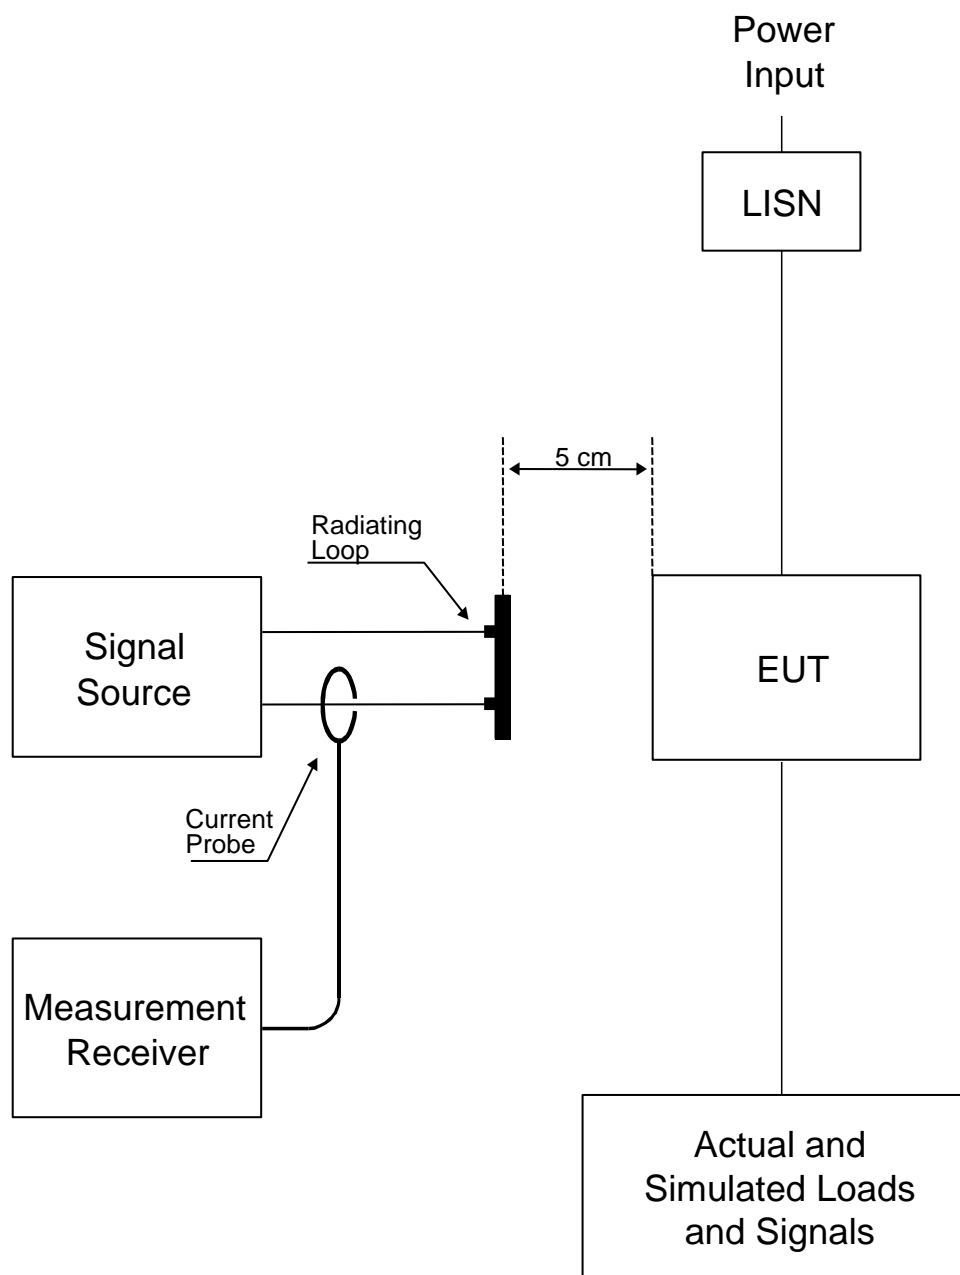 Power
Input
LISN
5 cm
Radiating
Loop
Signal
Source
EUT
Current
Probe
Measurement
Receiver
Actual and
Simulated Loads
and Signals